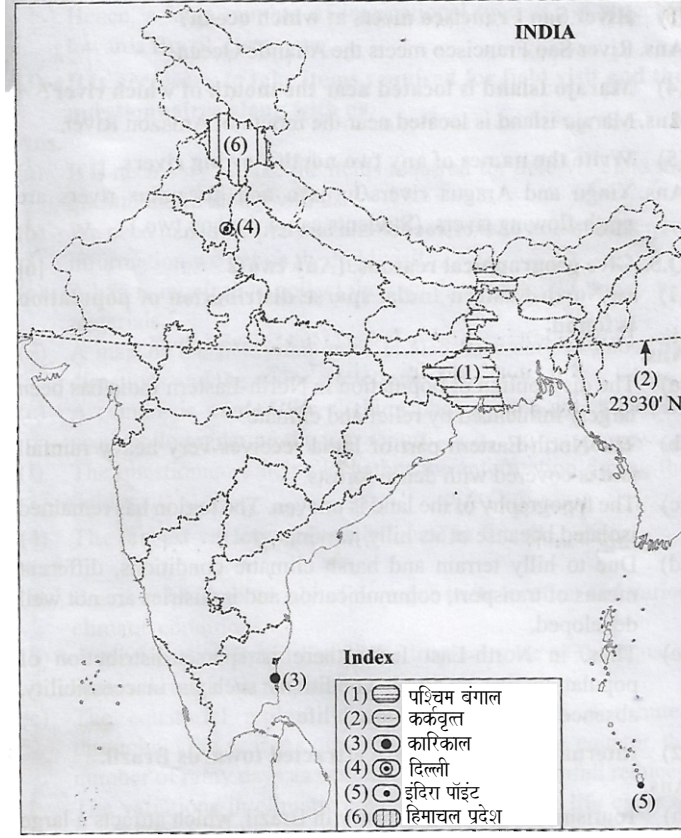 INDIA
(6)
(4)
(1)
(2)
23°30' N
(3)
Index
(1) पश्चिम बंगाल
(2) कर्कवृत्त
(3) कारिकाल
(4) दिल्ली
(5) इंदिरा पॉइंट
(6) हिमाचल प्रदेश
(5)